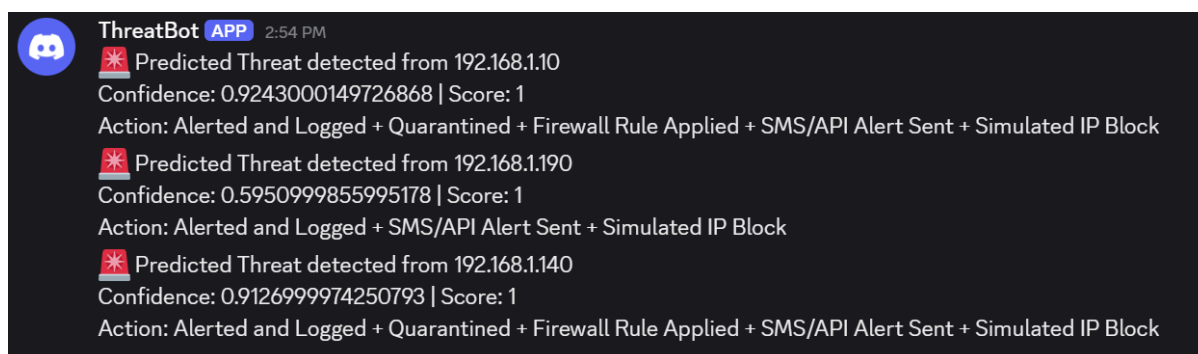 ThreatBot APP 2:54 PM
🚨 Predicted Threat detected from 192.168.1.10
Confidence: 0.9243000149726868 | Score: 1
Action: Alerted and Logged + Quarantined + Firewall Rule Applied + SMS/API Alert Sent + Simulated IP Block
🚨 Predicted Threat detected from 192.168.1.190
Confidence: 0.5950999855995178 | Score: 1
Action: Alerted and Logged + SMS/API Alert Sent + Simulated IP Block
🚨 Predicted Threat detected from 192.168.1.140
Confidence: 0.9126999974250793 | Score: 1
Action: Alerted and Logged + Quarantined + Firewall Rule Applied + SMS/API Alert Sent + Simulated IP Block